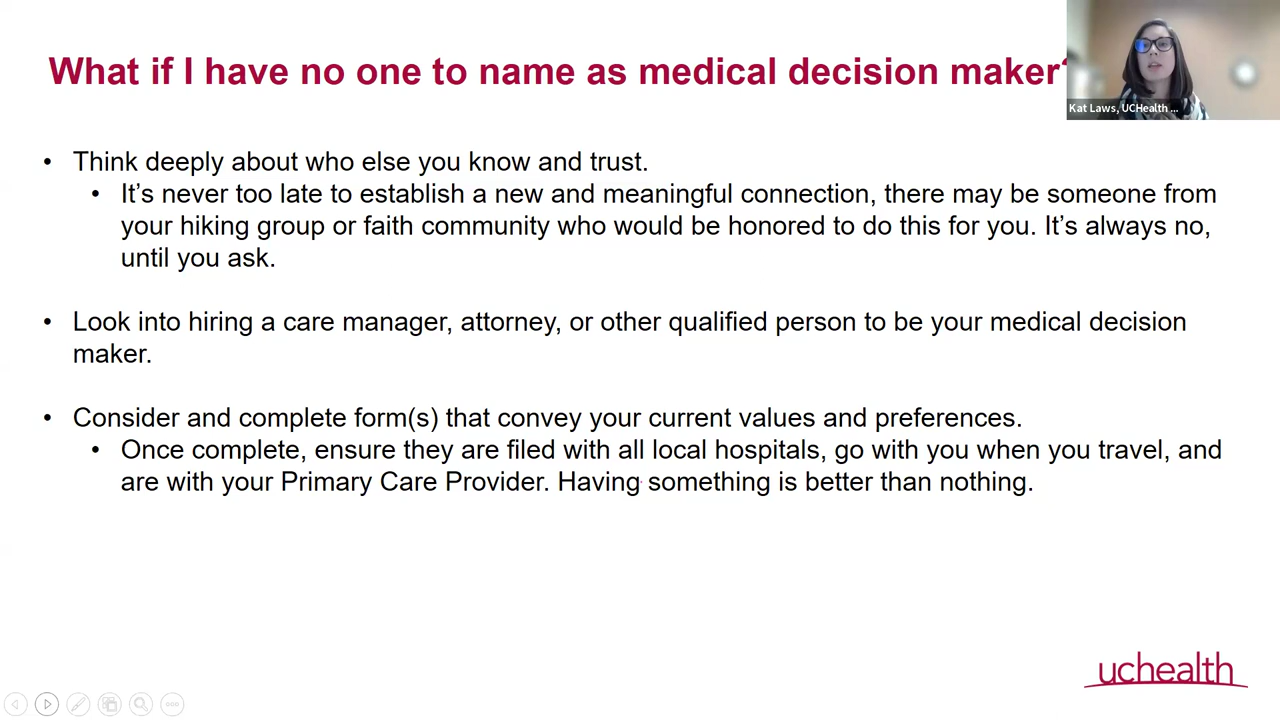 What if I have no one to name as medical decision maker?
Kat Laws, UCHealth ...
• Think deeply about who else you know and trust.
• It’s never too late to establish a new and meaningful connection, there may be someone from
your hiking group or faith community who would be honored to do this for you. It’s always no,
until you ask.
• Look into hiring a care manager, attorney, or other qualified person to be your medical decision
maker.
• Consider and complete form(s) that convey your current values and preferences.
• Once complete, ensure they are filed with all local hospitals, go with you when you travel, and
are with your Primary Care Provider. Having something is better than nothing.
uchealth